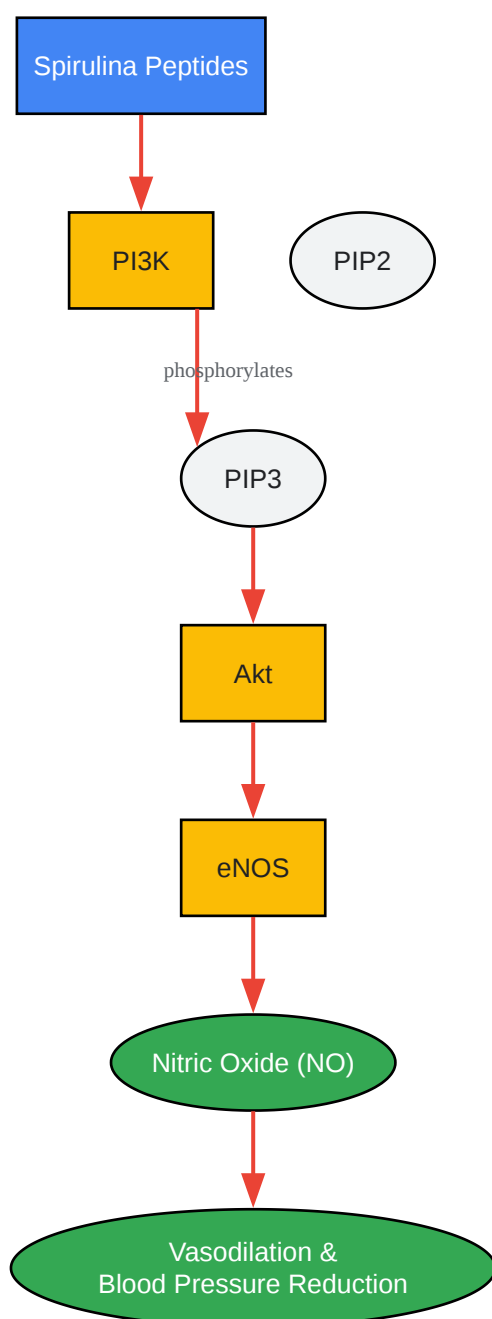 Spirulina Peptides
PI3K
PIP2
phosphorylates
PIP3
Akt
eNOS
Nitric Oxide (NO)
Vasodilation &
Blood Pressure Reduction